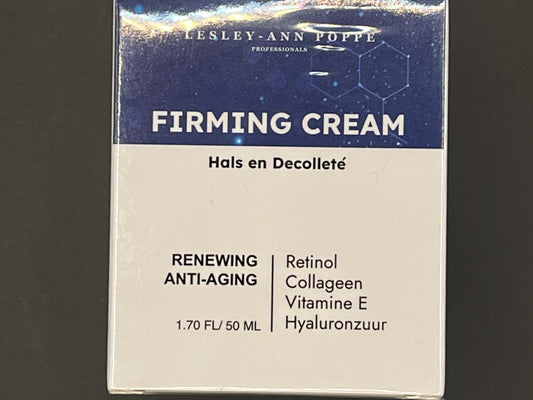 LESLEY-ANN POPPE
PROFESSIONALS
FIRMING CREAM
Hals en Decolleté
RENEWING
ANTI-AGING
1.70 FL/ 50 ML
Retinol
Collageen
Vitamine E
Hyaluronzuur